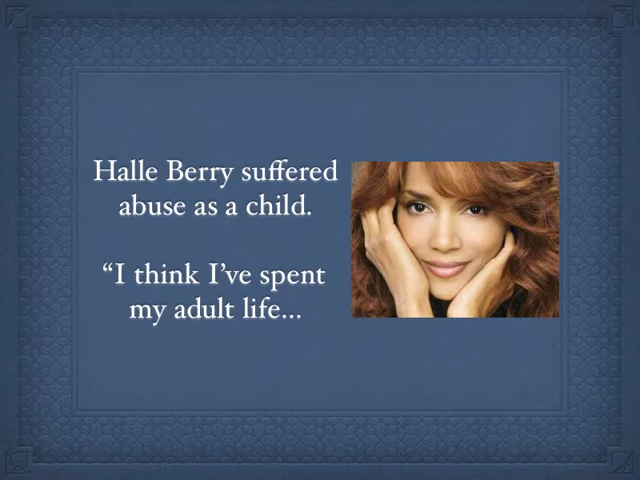 Halle Berry suffered
abuse as a child.
“I think I’ve spent
my adult life...